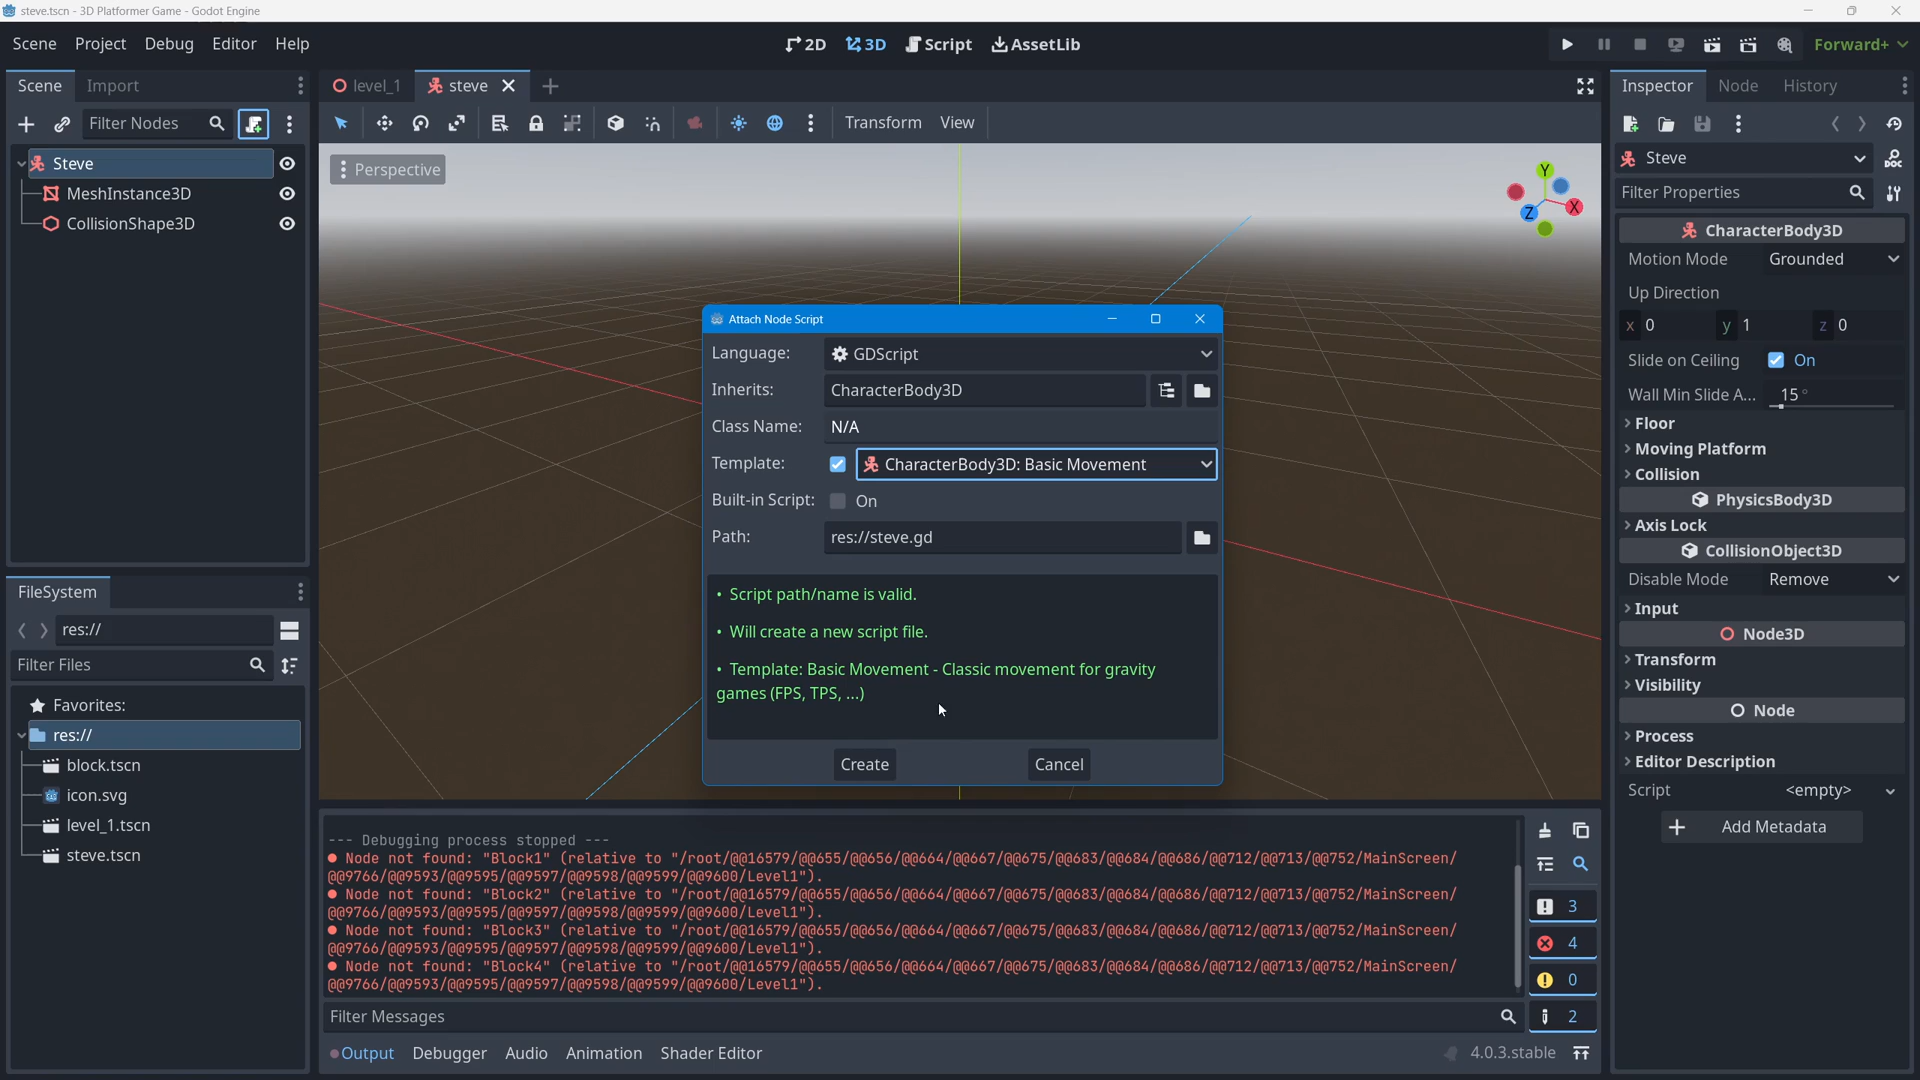 steve.tscn - 3D Platformer Game - Godot Engine
Scene Project Debug Editor Help
2D 3D Script AssetLib
Forward+
Scene Import
level_1 steve
Inspector Node History
Filter Nodes
Transform View
Steve
MeshInstance3D
CollisionShape3D
Perspective
Y
X
Z
Steve
Filter Properties
CharacterBody3D
Motion Mode Grounded
Up Direction
x 0 y 1 z 0
Slide on Ceiling On
Wall Min Slide A... 15 °
Floor
Moving Platform
Collision
PhysicsBody3D
Axis Lock
CollisionObject3D
Disable Mode Remove
Input
Node3D
Transform
Visibility
Node
Process
Editor Description
Script <empty>
Add Metadata
Attach Node Script
Language: GDScript
Inherits: CharacterBody3D
Class Name: N/A
Template: CharacterBody3D: Basic Movement
Built-in Script: On
Path: res://steve.gd
• Script path/name is valid.
• Will create a new script file.
• Template: Basic Movement - Classic movement for gravity
games (FPS, TPS, ...)
Create Cancel
FileSystem
res://
Filter Files
Favorites:
res://
block.tscn
icon.svg
level_1.tscn
steve.tscn
--- Debugging process stopped ---
Node not found: "Block1" (relative to "/root/@@16579/@@655/@@656/@@664/@@667/@@675/@@683/@@684/@@686/@@712/@@713/@@752/MainScreen/
@@9766/@@9593/@@9595/@@9597/@@9598/@@9599/@@9600/Level1").
Node not found: "Block2" (relative to "/root/@@16579/@@655/@@656/@@664/@@667/@@675/@@683/@@684/@@686/@@712/@@713/@@752/MainScreen/
@@9766/@@9593/@@9595/@@9597/@@9598/@@9599/@@9600/Level1").
Node not found: "Block3" (relative to "/root/@@16579/@@655/@@656/@@664/@@667/@@675/@@683/@@684/@@686/@@712/@@713/@@752/MainScreen/
@@9766/@@9593/@@9595/@@9597/@@9598/@@9599/@@9600/Level1").
Node not found: "Block4" (relative to "/root/@@16579/@@655/@@656/@@664/@@667/@@675/@@683/@@684/@@686/@@712/@@713/@@752/MainScreen/
@@9766/@@9593/@@9595/@@9597/@@9598/@@9599/@@9600/Level1").
3
4
0
2
Filter Messages
Output Debugger Audio Animation Shader Editor
4.0.3.stable